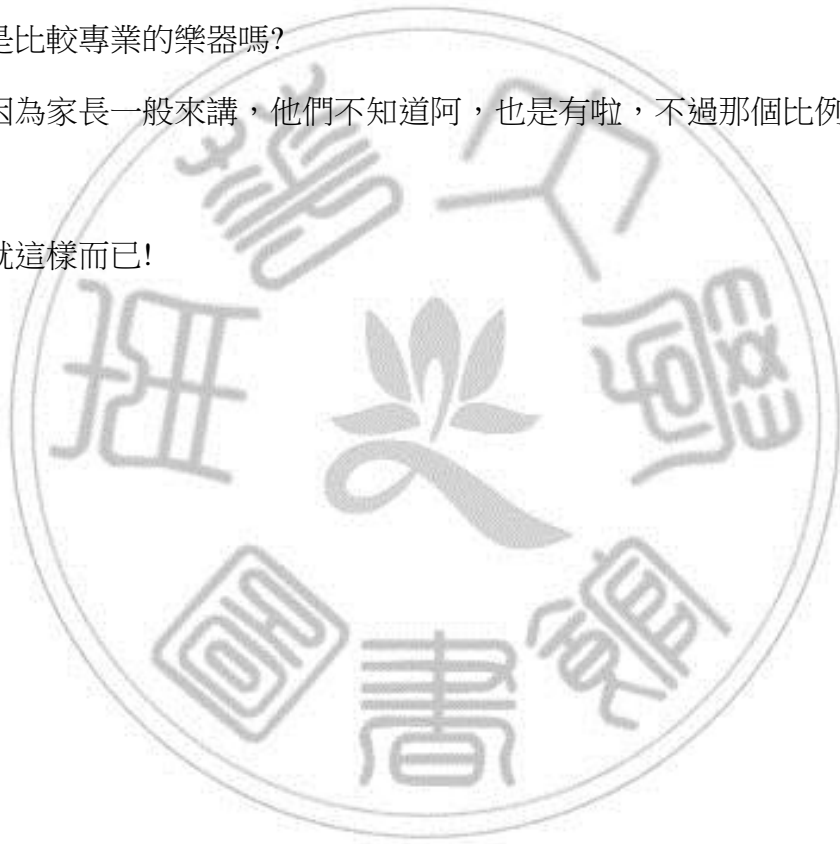 是比較專業的樂器嗎?
因為家長一般來講，他們不知道阿，也是有啦，不過那個比例
就這樣而已!
書